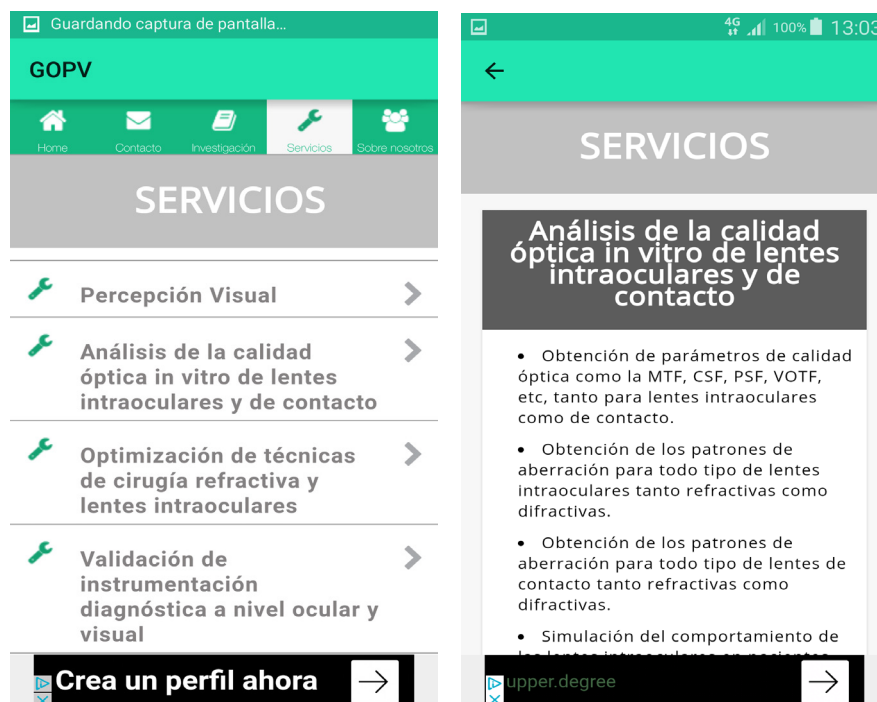 Guardando captura de pantalla...
GOPV
Home Contacto Investigación Servicios Sobre nosotros
SERVICIOS
Percepción Visual
Análisis de la calidad
óptica in vitro de lentes
intraoculares y de contacto
Optimización de técnicas
de cirugía refractiva y
lentes intraoculares
Validación de
instrumentación
diagnóstica a nivel ocular y
visual
Crea un perfil ahora
4G 100% 13:03
SERVICIOS
Análisis de la calidad
óptica in vitro de lentes
intraoculares y de
contacto
• Obtención de parámetros de calidad
óptica como la MTF, CSF, PSF, VOTF,
etc, tanto para lentes intraoculares
como de contacto.
• Obtención de los patrones de
aberración para todo tipo de lentes
intraoculares tanto refractivas como
difractivas.
• Obtención de los patrones de
aberración para todo tipo de lentes de
contacto tanto refractivas como
difractivas.
• Simulación del comportamiento de
las lentes intraoculares en pacientes
upper.degree